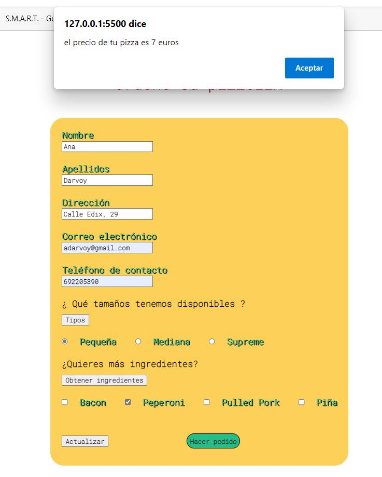 S.M.A.R.T. - G
127.0.0.1:5500 dice
el precio de tu pizza es 7 euros
Aceptar
Nombre
Ana
Apellidos
Darvoy
Dirección
Calle Edix, 29
Correo electrónico
adarvoy@gmail.com
Teléfono de contacto
692205890
¿ Qué tamaños tenemos disponibles ?
Tipos
Pequeña Mediana Supreme
¿Quieres más ingredientes?
Obtener ingredientes
Bacon Peperoni Pulled Pork Piña
Actualizar Hacer pedido